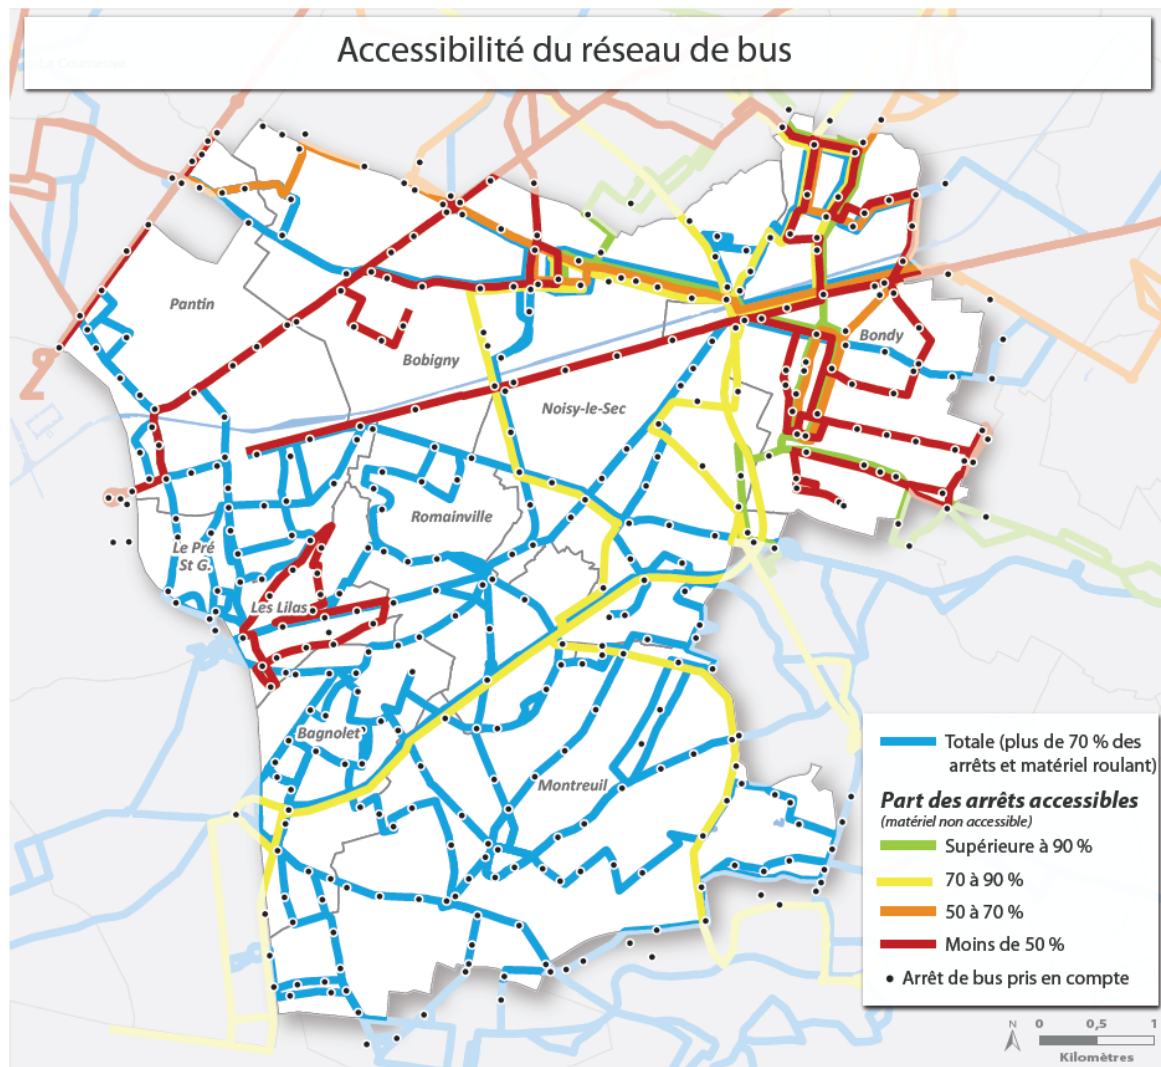 Accessibilité du réseau de bus
La Courneuve
Pantin
Bobigny
Bondy
Noisy-le-Sec
Romainville
Le Pré
St G.
Les Lilas
Bagnolet
Montreuil
Totale (plus de 70 % des
arrêts et matériel roulant)
Part des arrêts accessibles
(matériel non accessible)
Supérieure à 90 %
70 à 90 %
50 à 70 %
Moins de 50 %
Arrêt de bus pris en compte
N
0 0,5 1
Kilomètres